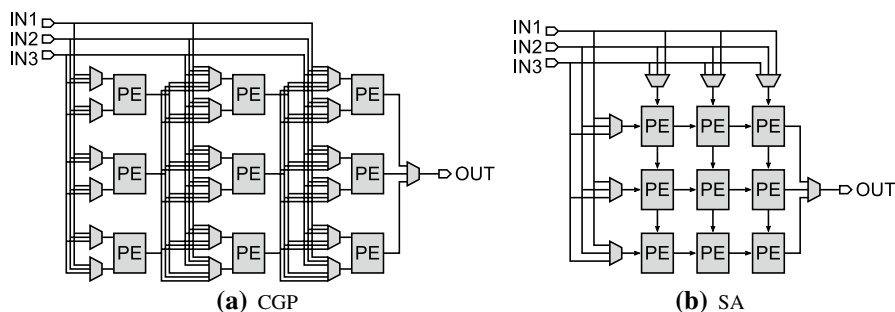 IN1
IN2
IN3
PE PE PE
PE PE PE
PE PE PE
OUT
(a) CGP
IN1
IN2
IN3
PE PE PE
PE PE PE
PE PE PE
OUT
(b) SA